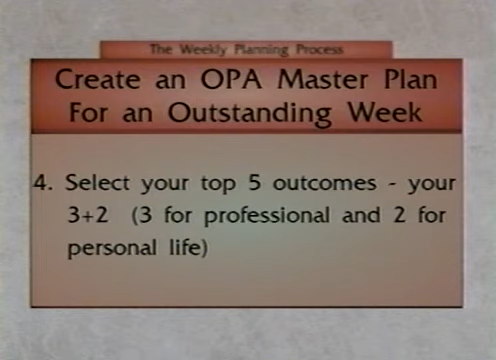 The Weekly Planning Process
Create an OPA Master Plan
For an Outstanding Week
4. Select your top 5 outcomes - your
3+2 (3 for professional and 2 for
personal life)